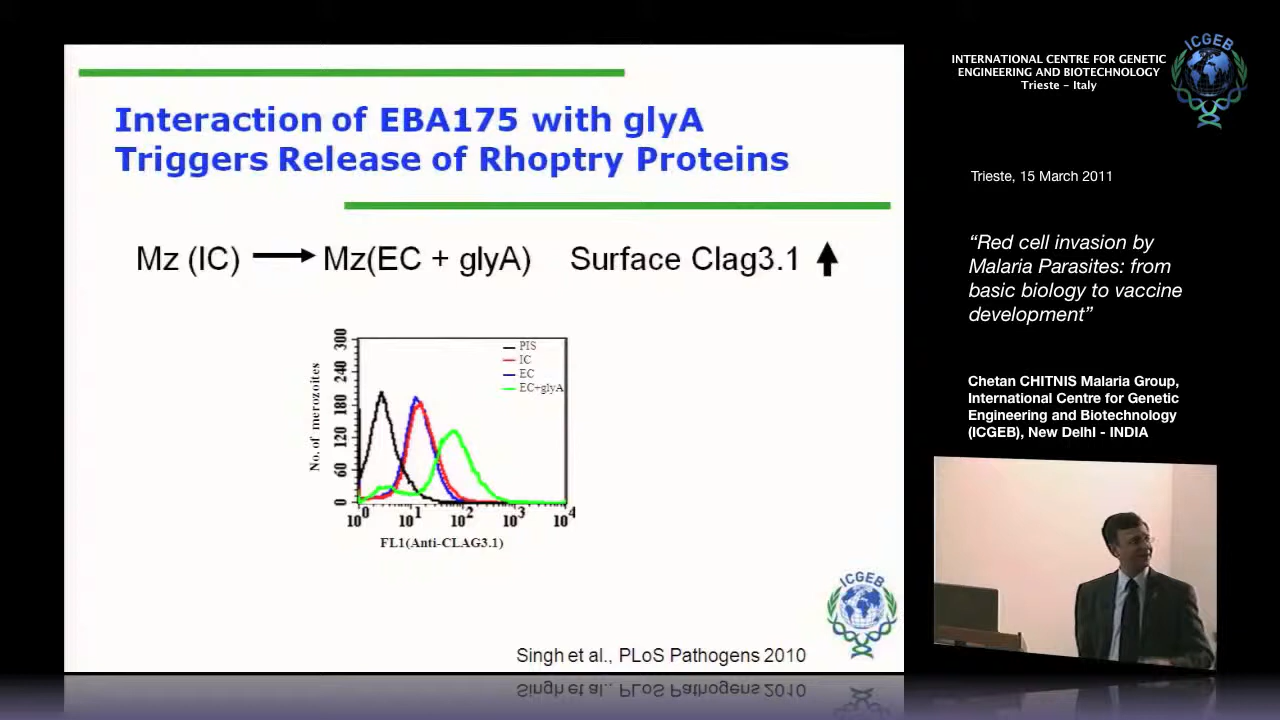 Interaction of EBA175 with glyA
Triggers Release of Rhoptry Proteins
Mz (IC) → Mz(EC + glyA) Surface Clag3.1 ↑
No. of merozoites
300
240
180
120
60
0
PIS
IC
EC
EC+glyA
10^0 10^1 10^2 10^3 10^4
FL1(Anti-CLAG3.1)
ICGEB
Singh et al., PLoS Pathogens 2010
INTERNATIONAL CENTRE FOR GENETIC
ENGINEERING AND BIOTECHNOLOGY
Trieste - Italy
ICGEB
Trieste, 15 March 2011
“Red cell invasion by
Malaria Parasites: from
basic biology to vaccine
development”
Chetan CHITNIS Malaria Group,
International Centre for Genetic
Engineering and Biotechnology
(ICGEB), New Delhl - INDIA